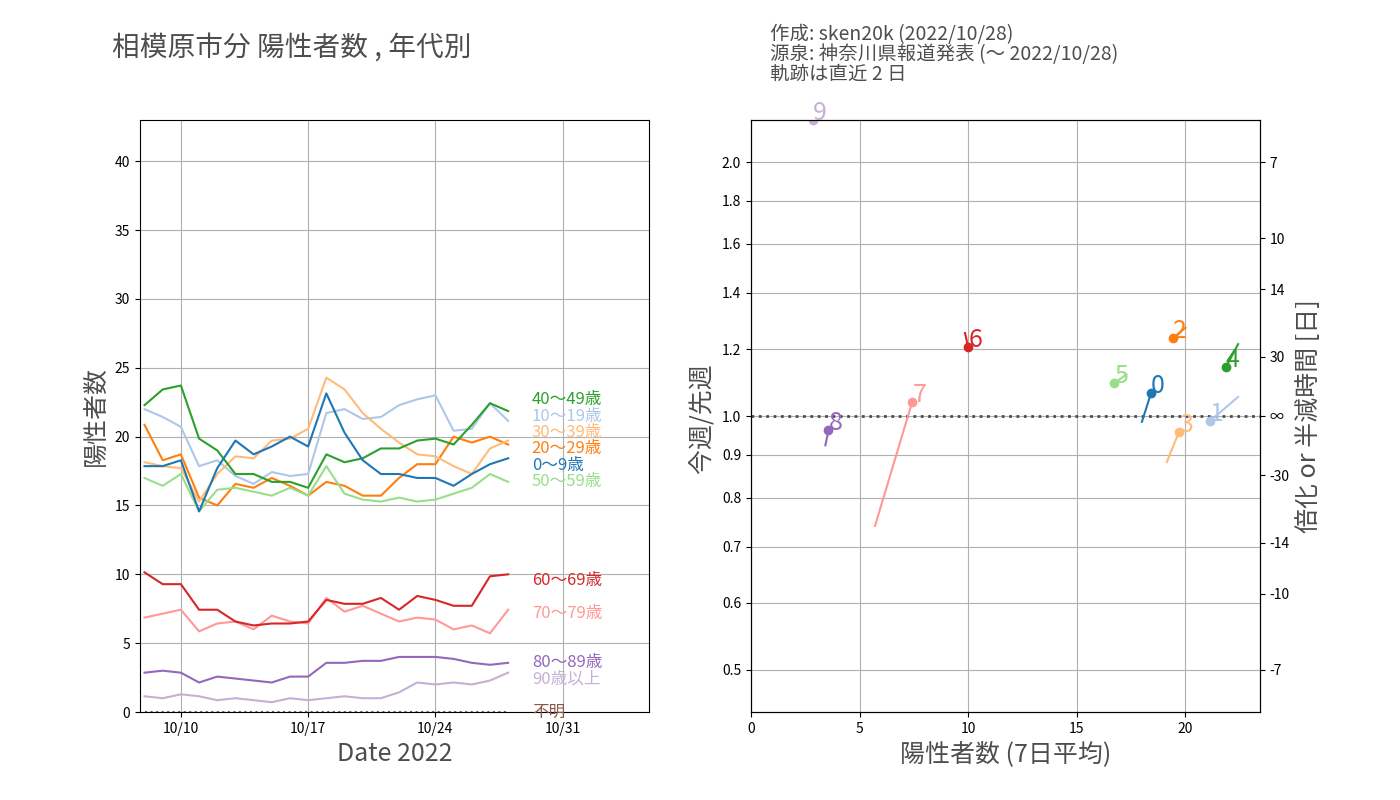 相模原市分 陽性者数 , 年代別
作成: sken20k (2022/10/28)
源泉: 神奈川県報道発表 (〜 2022/10/28)
軌跡は直近 2 日
陽性者数
40
35
30
25
20
15
10
5
0
40〜49歳
10〜19歳
30〜39歳
20〜29歳
0〜9歳
50〜59歳
60〜69歳
70〜79歳
80〜89歳
90歳以上
不明
10/10 10/17 10/24 10/31
Date 2022
今週/先週
2.0
1.8
1.6
1.4
1.2
1.0
0.9
0.8
0.7
0.6
0.5
9
2
6
4
5
0
7
1
3
8
0 5 10 15 20
陽性者数 (7日平均)
7
10
14
30
∞
-30
-14
-10
-7
倍化 or 半減時間 [日]